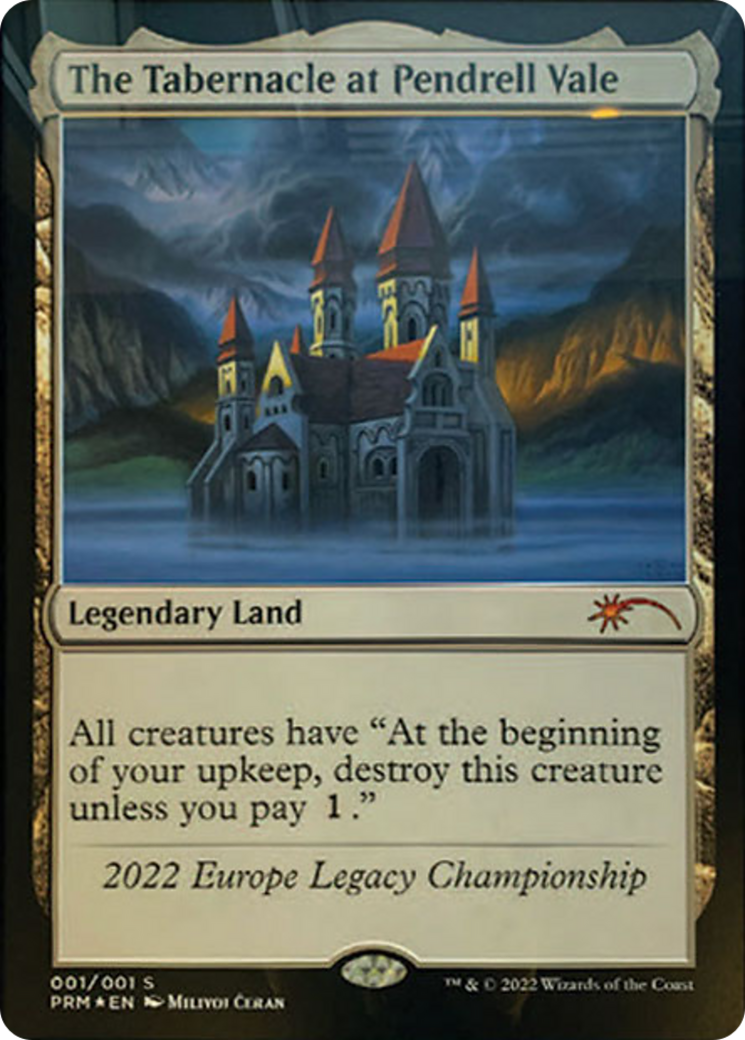 The Tabernacle at Pendrell Vale
Legendary Land
All creatures have “At the beginning
of your upkeep, destroy this creature
unless you pay 1.”
2022 Europe Legacy Championship
001/001 S
PRM★EN MILIVOJ ĆERAN
™ & © 2022 Wizards of the Coast